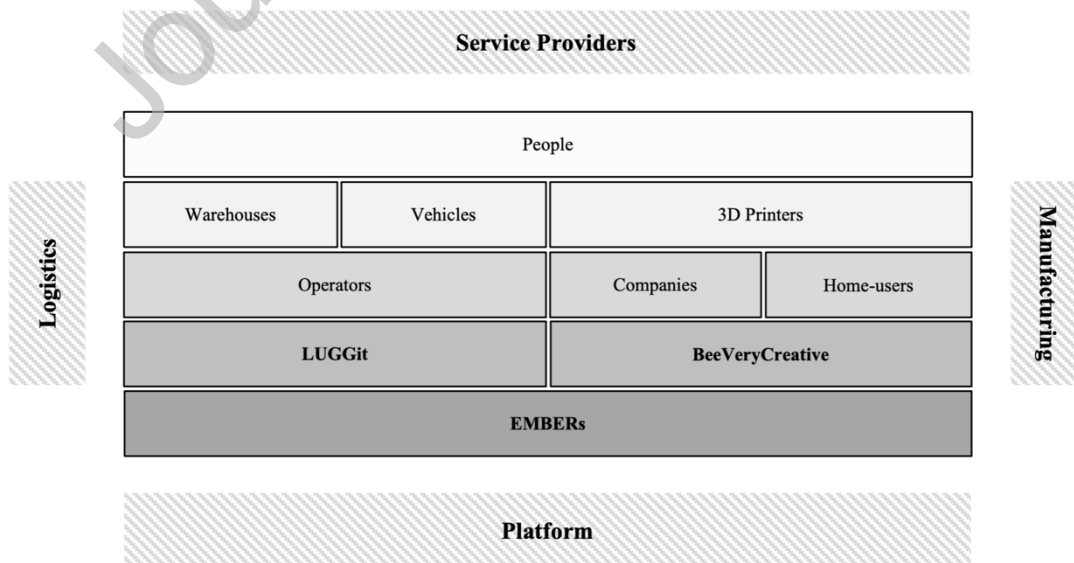 Service Providers
People
Warehouses
Vehicles
3D Printers
Logistics
Manufacturing
Operators
Companies
Home-users
LUGGit
BeeVeryCreative
EMBERs
Platform